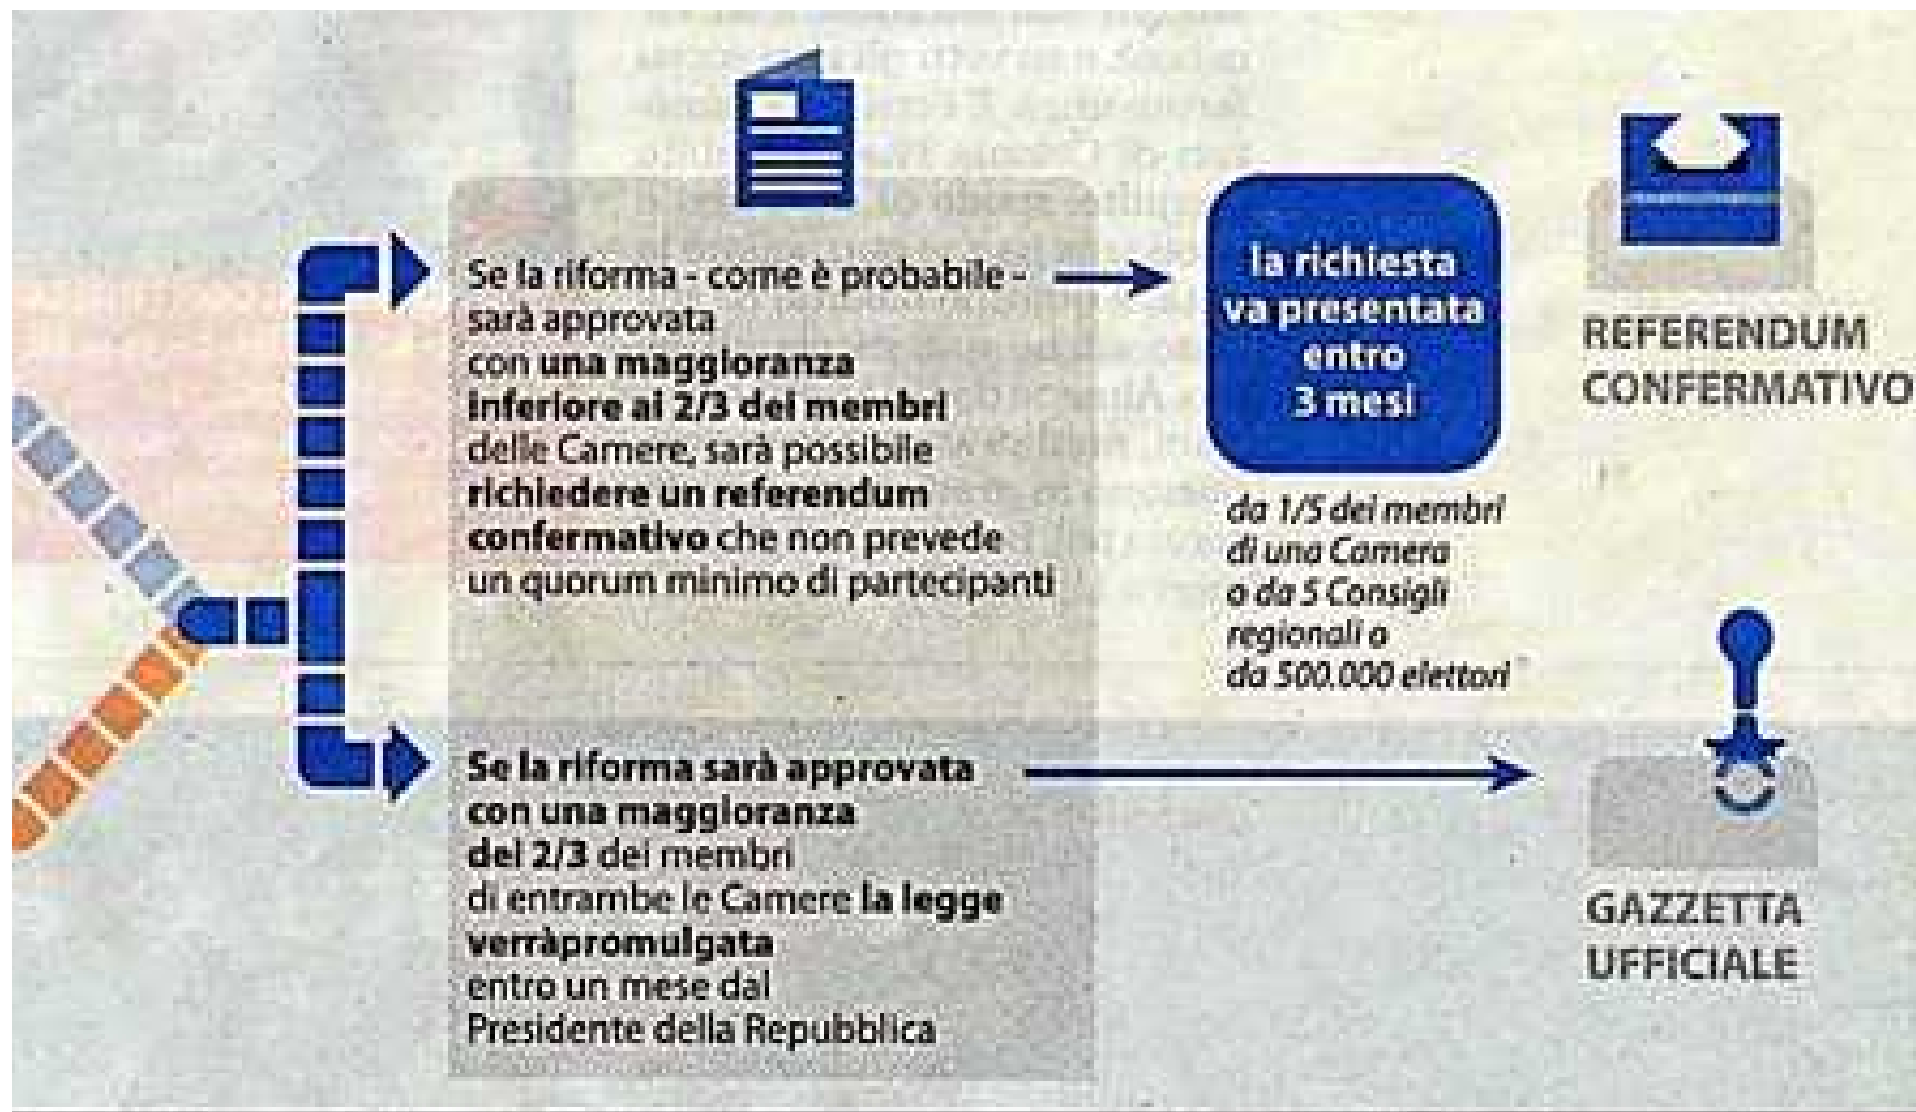 Se la riforma - come è probabile -
sarà approvata
con una maggioranza
inferiore ai 2/3 dei membri
delle Camere, sarà possibile
richiedere un referendum
confermativo che non prevede
un quorum minimo di partecipanti
la richiesta
va presentata
entro
3 mesi
da 1/5 dei membri
di una Camera
o da 5 Consigli
regionali o
da 500.000 elettori
REFERENDUM
CONFERMATIVO
Se la riforma sarà approvata
con una maggioranza
dei 2/3 dei membri
di entrambe le Camere la legge
verràpromulgata
entro un mese dal
Presidente della Repubblica
GAZZETTA
UFFICIALE